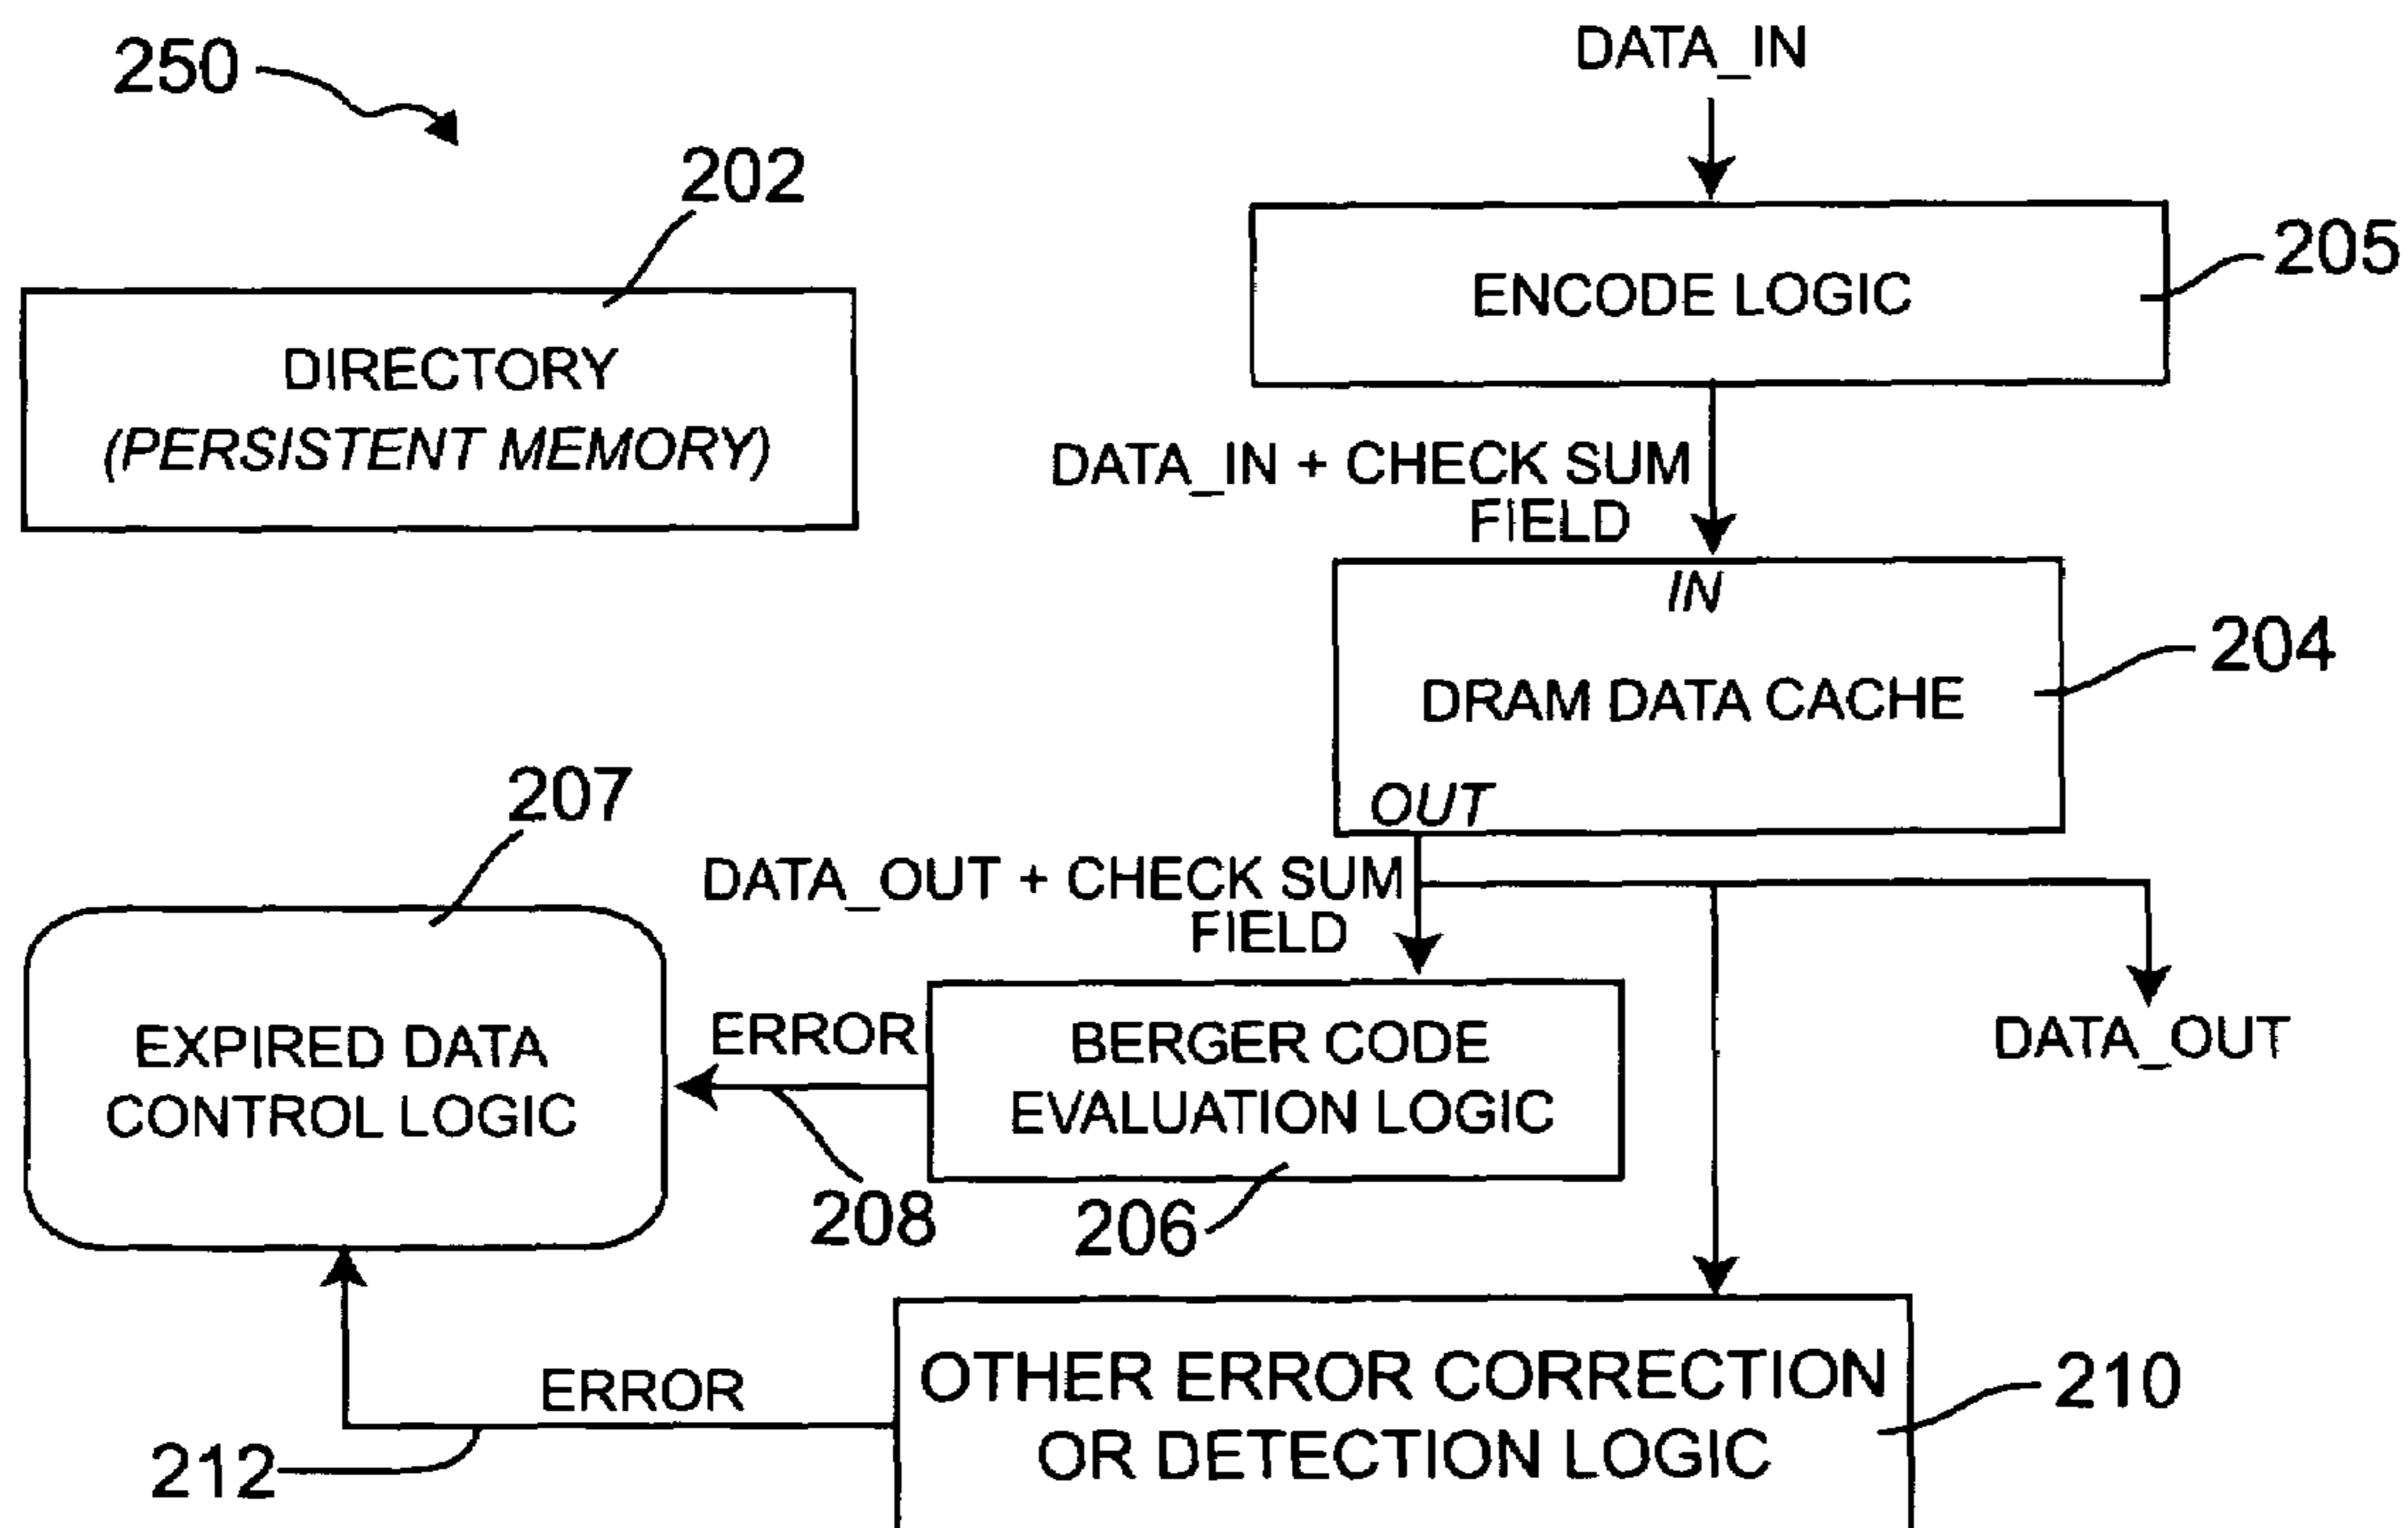 250
DATA_IN
202
205
ENCODE LOGIC
DIRECTORY
(PERSISTENT MEMORY)
DATA_IN + CHECK SUM
FIELD
IN
204
DRAM DATA CACHE
OUT
207
DATA_OUT + CHECK SUM
FIELD
EXPIRED DATA
CONTROL LOGIC
ERROR
BERGER CODE
EVALUATION LOGIC
DATA_OUT
208
206
OTHER ERROR CORRECTION
OR DETECTION LOGIC
210
ERROR
212